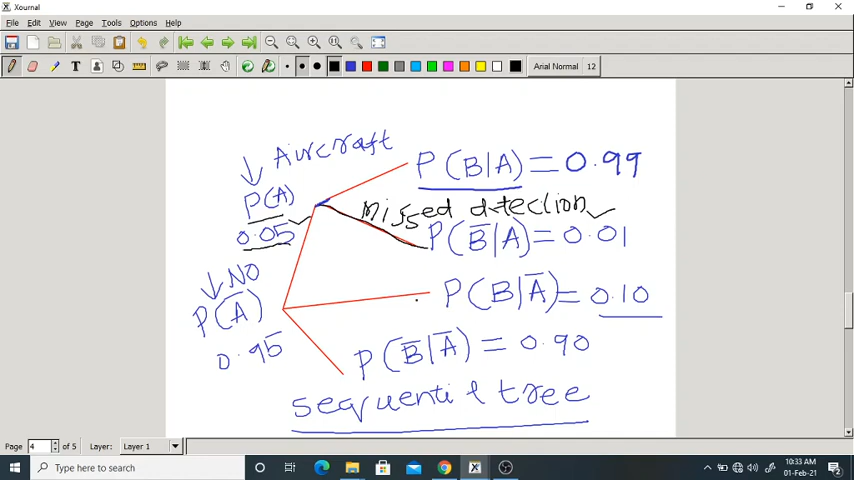 Xournal
File Edit View Page Tools Options Help
Arial Normal 12
Aircraft
P(A)
0.05
P(B|A) = 0.99
Missed detection
P(B̅|A) = 0.01
NO
P(A̅)
0.95
P(B|A̅) = 0.10
P(B̅|A̅) = 0.90
sequenti l tree
Page 4 of 5 Layer: Layer 1
Type here to search
10:33 AM
01-Feb-21
2